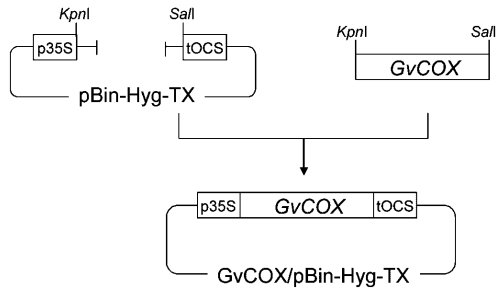 KpnI SalI
p35S tOCS
pBin-Hyg-TX
KpnI SalI
GvCOX
p35S GvCOX tOCS
GvCOX/pBin-Hyg-TX